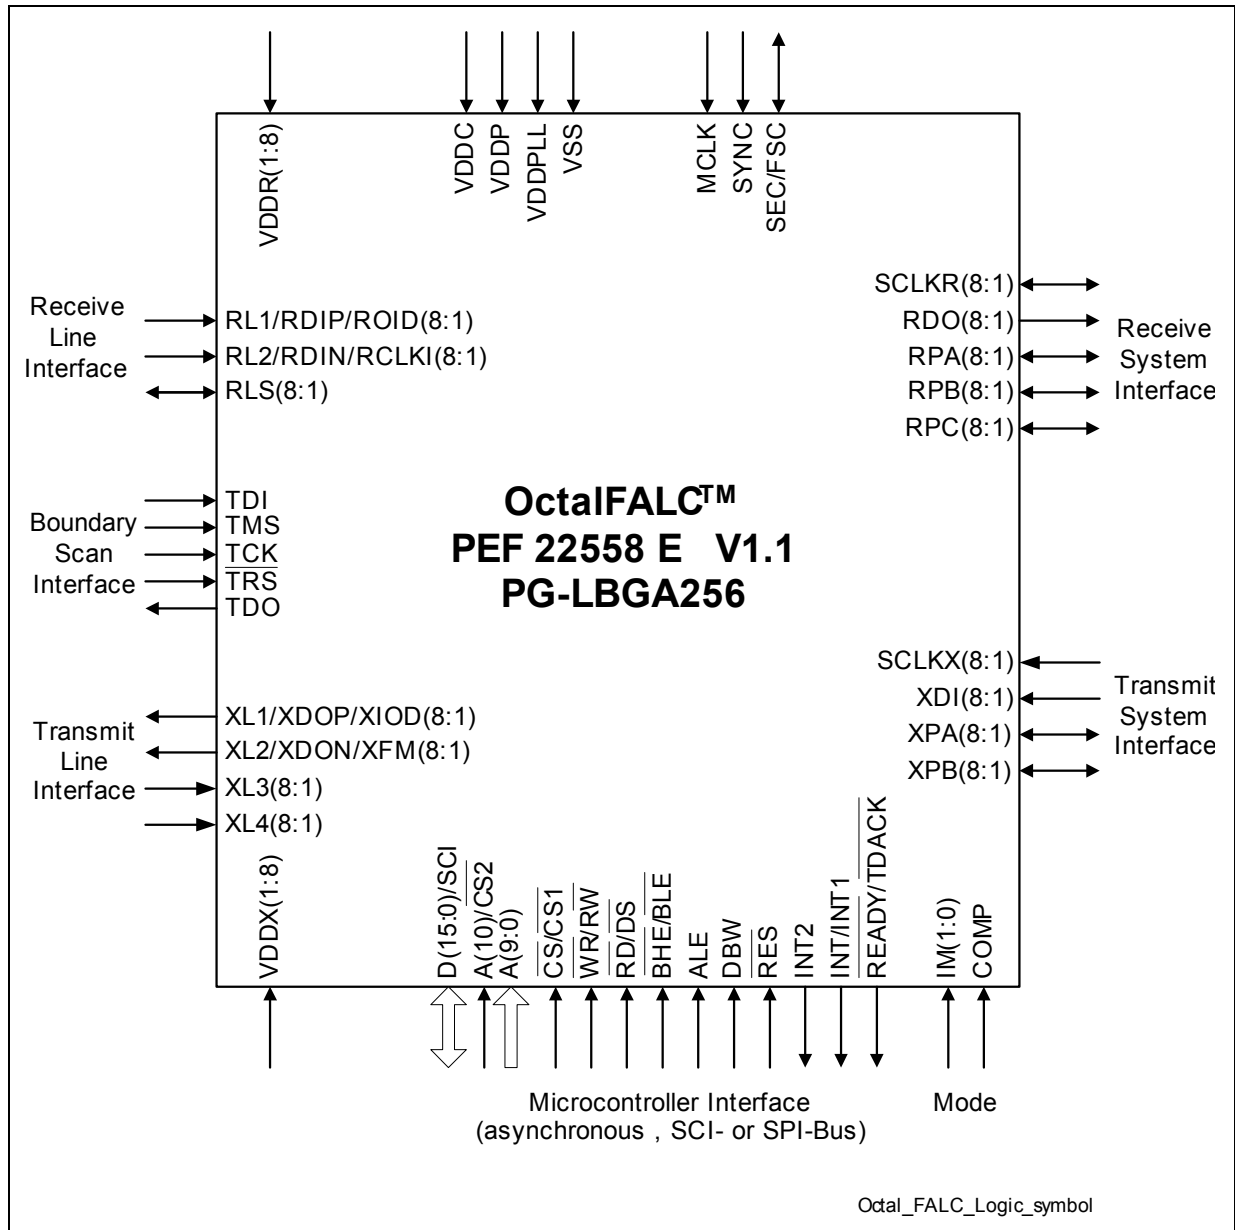 VDDR(1:8)
VDDC
VDDP
VDDPLL
VSS
MCLK
SYNC
SEC/FSC
Receive
Line
Interface
RL1/RDIP/ROID(8:1)
RL2/RDIN/RCLKI(8:1)
RLS(8:1)
SCLKR(8:1)
RDO(8:1)
RPA(8:1)
RPB(8:1)
RPC(8:1)
Receive
System
Interface
Boundary
Scan
Interface
TDI
TMS
TCK
TRS
TDO
OctalFALC™
PEF 22558 E V1.1
PG-LBGA256
Transmit
Line
Interface
XL1/XDOP/XIOD(8:1)
XL2/XDON/XFM(8:1)
XL3(8:1)
XL4(8:1)
SCLKX(8:1)
XDI(8:1)
XPA(8:1)
XPB(8:1)
Transmit
System
Interface
VDDX(1:8)
D(15:0)/SCI
A(10)/CS2
A(9:0)
CS/CS1
WR/RW
RD/DS
BHE/BLE
ALE
DBW
RES
INT2
INT/INT1
READY/TDACK
IM(1:0)
COMP
Microcontroller Interface
(asynchronous , SCI- or SPI-Bus)
Mode
Octal_FALC_Logic_symbol